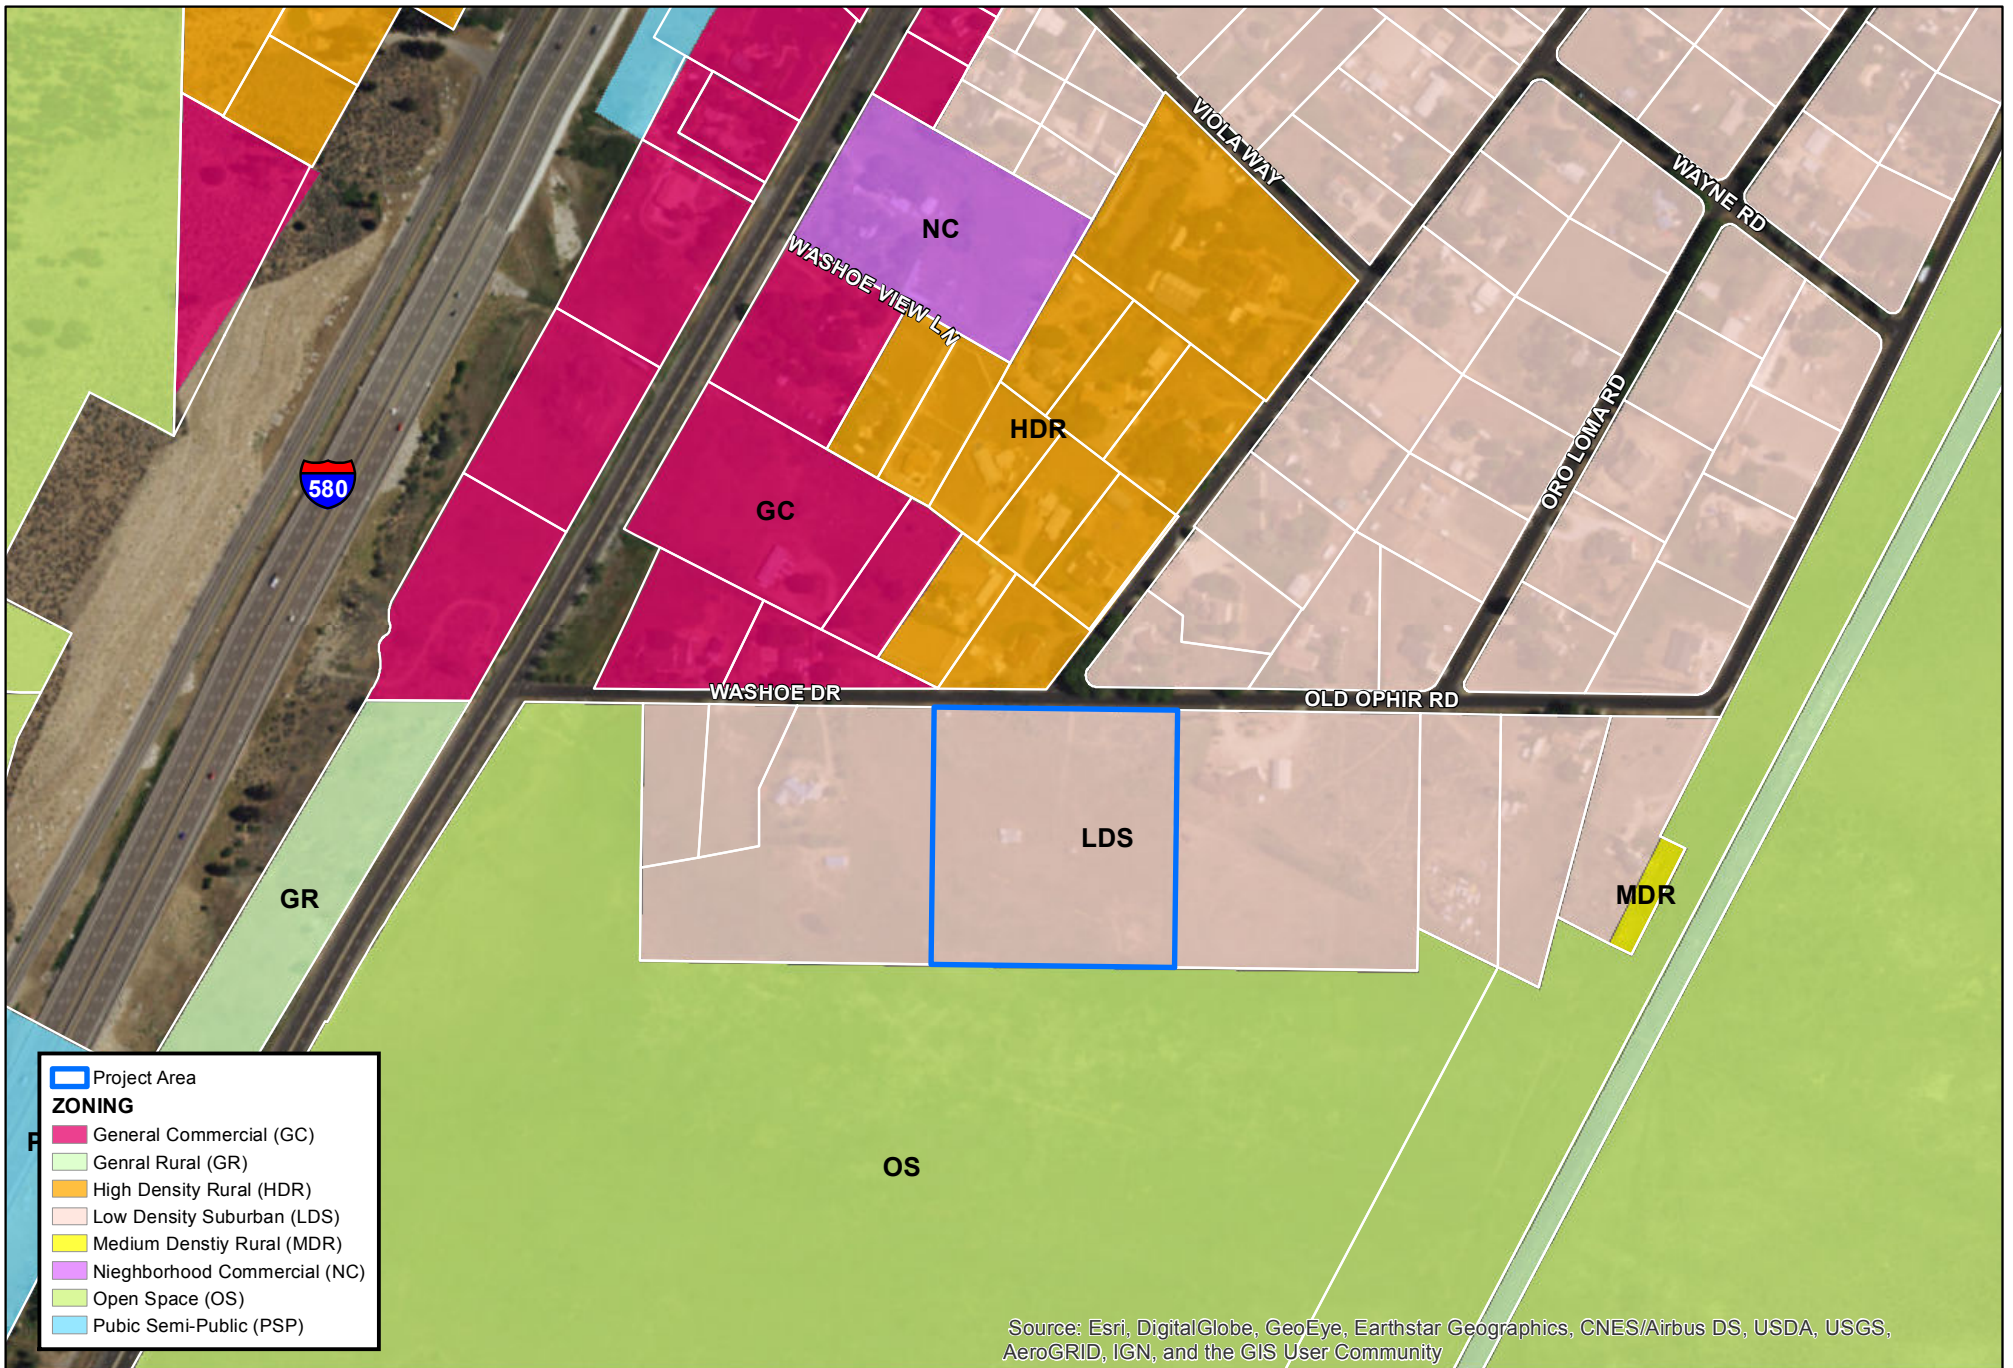 VIOLA WAY
WAYNE RD
NC
WASHOE VIEW LN
HDR
ORO LOMA RD
580
GC
WASHOE DR
OLD OPHIR RD
LDS
MDR
GR
OS
P
Project Area
ZONING
General Commercial (GC)
Genral Rural (GR)
High Density Rural (HDR)
Low Density Suburban (LDS)
Medium Denstiy Rural (MDR)
Nieghborhood Commercial (NC)
Open Space (OS)
Pubic Semi-Public (PSP)
Source: Esri, DigitalGlobe, GeoEye, Earthstar Geographics, CNES/Airbus DS, USDA, USGS,
AeroGRID, IGN, and the GIS User Community